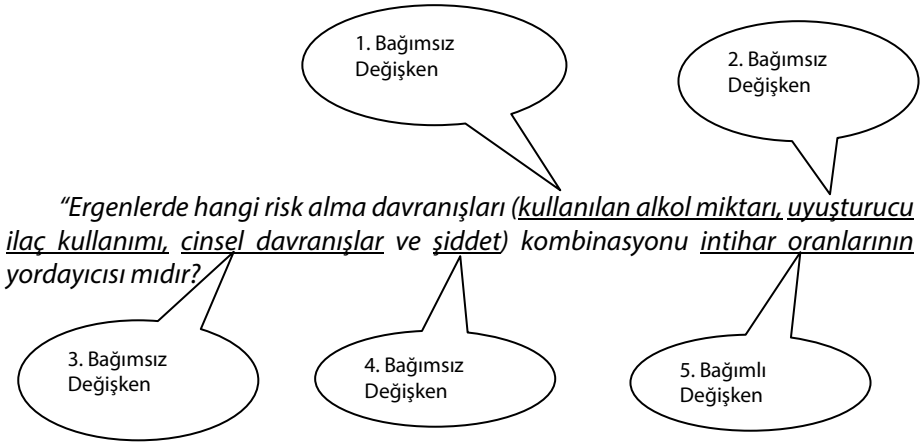 1. Bağımsız
Değişken
2. Bağımsız
Değişken
“Ergenlerde hangi risk alma davranışları (kullanılan alkol miktarı, uyuşturucu
ilaç kullanımı, cinsel davranışlar ve şiddet) kombinasyonu intihar oranlarının
yordayıcısı mıdır?
3. Bağımsız
Değişken
4. Bağımsız
Değişken
5. Bağımlı
Değişken